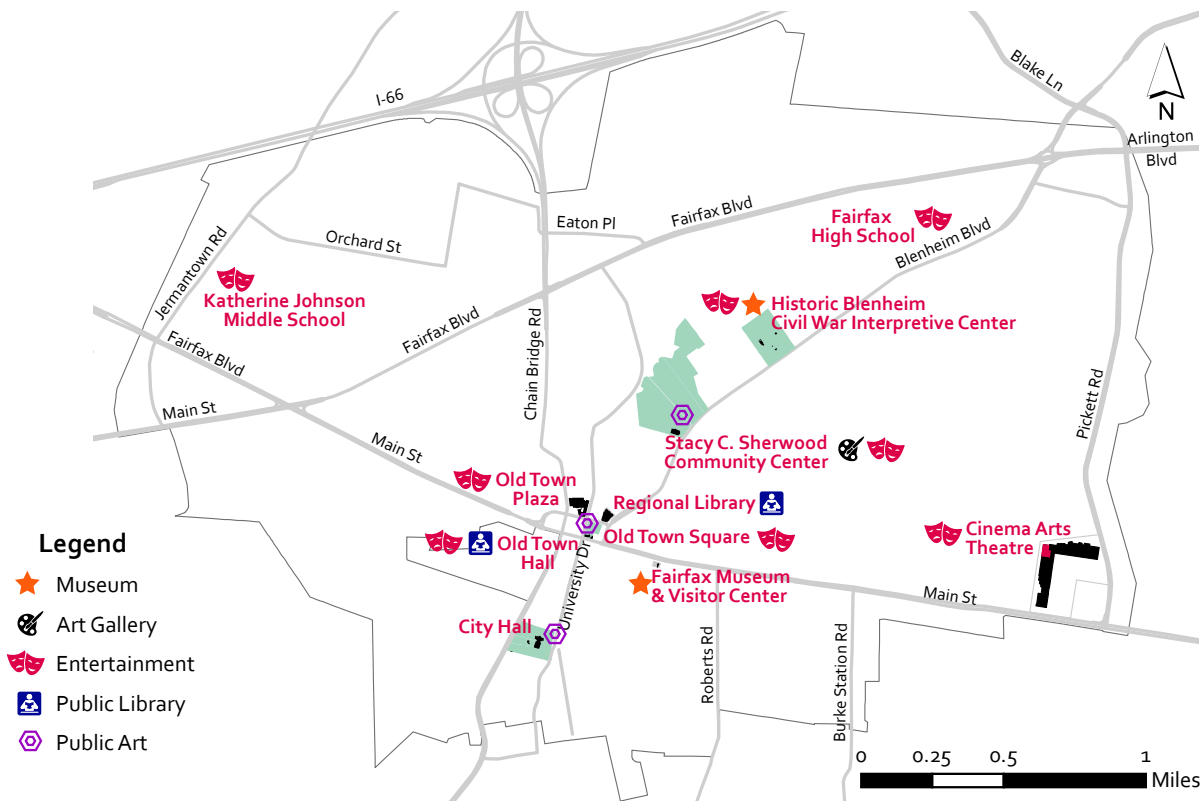 Blake Ln
I-66
N
Arlington
Blvd
Fairfax Blvd
Eaton Pl
Fairfax
High School
Blenheim Blvd
Orchard St
Jermantown Rd
Katherine Johnson
Middle School
Historic Blenheim
Civil War Interpretive Center
Fairfax Blvd
Fairfax Blvd
Chain Bridge Rd
Pickett Rd
Main St
Main St
Stacy C. Sherwood
Community Center
Old Town
Plaza
Regional Library
Old Town
Hall
Old Town Square
Cinema Arts
Theatre
University Dr
Fairfax Museum
& Visitor Center
Main St
City Hall
Roberts Rd
Burke Station Rd
Legend
Museum
Art Gallery
Entertainment
Public Library
Public Art
0 0.25 0.5 1
Miles